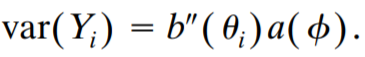 var(Y_i) = b″(θ_i)a(ϕ).